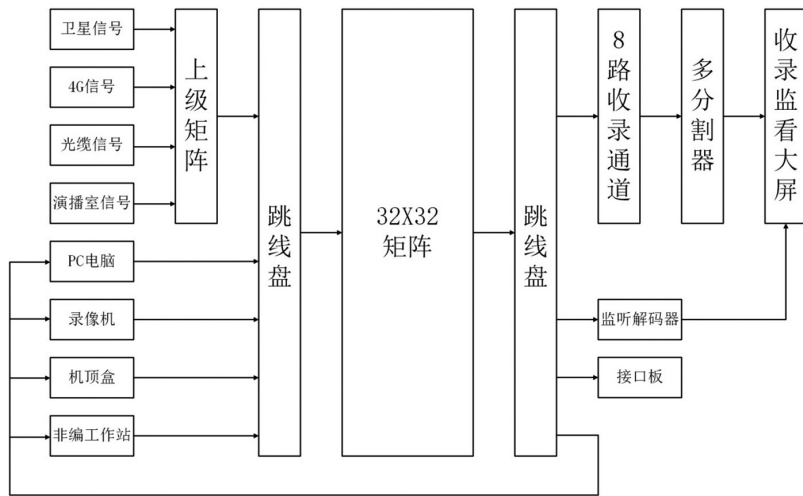 卫星信号
4G信号
光缆信号
演播室信号
上级矩阵
PC电脑
录像机
机顶盒
非编工作站
跳线盘
32X32
矩阵
跳线盘
8路收录通道
多分割器
收录监看大屏
监听解码器
接口板